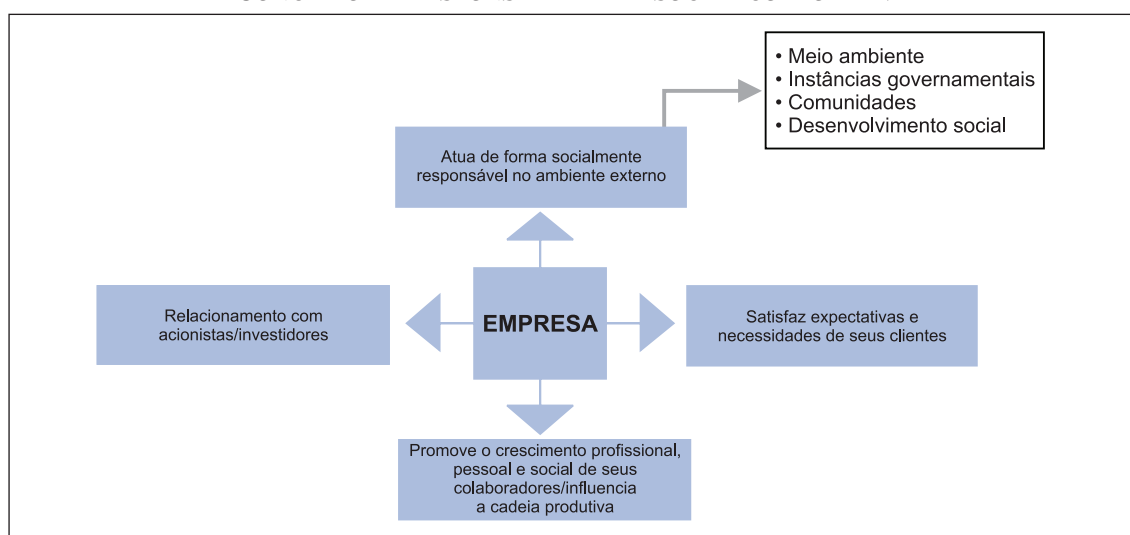 • Meio ambiente
• Instâncias governamentais
• Comunidades
• Desenvolvimento social
Atua de forma socialmente
responsável no ambiente externo
Relacionamento com
acionistas/investidores
EMPRESA
Satisfaz expectativas e
necessidades de seus clientes
Promove o crescimento profissional,
pessoal e social de seus
colaboradores/influencia
a cadeia produtiva